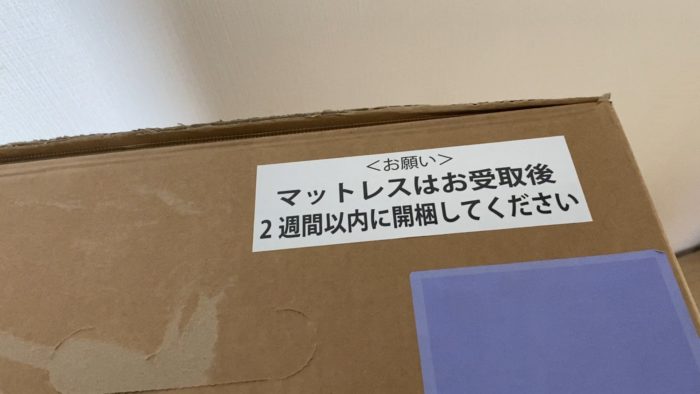 ＜お願い＞
マットレスはお受取後
2週間以内に開梱してください